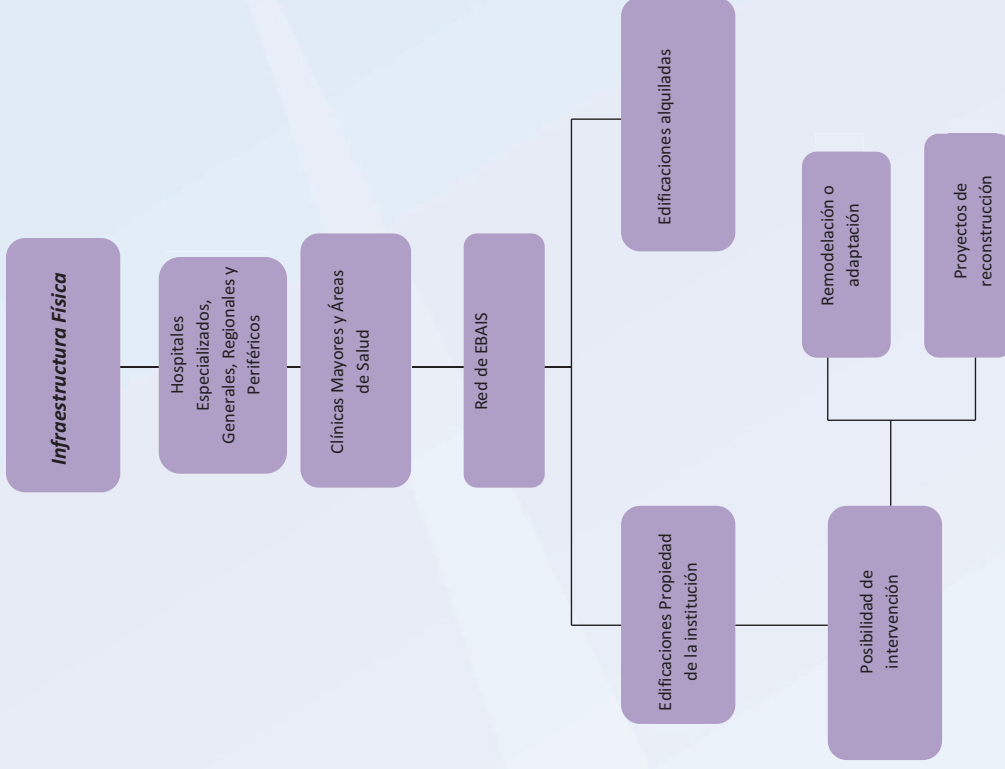 Infraestructura Física
Hospitales
Especializados,
Generales, Regionales y
Periféricos
Clínicas Mayores y Áreas
de Salud
Red de EBAIS
Edificaciones Propiedad
de la institución
Edificaciones alquiladas
Posibilidad de
intervención
Remodelación o
adaptación
Proyectos de
reconstrucción